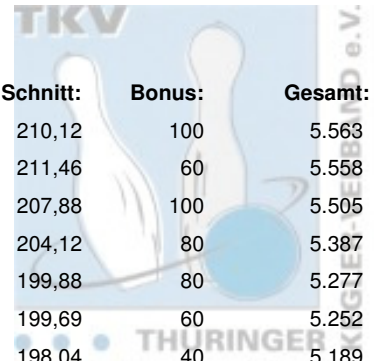 TKV
Schnitt: Bonus: Gesamt:
210,12 100 5.563
211,46 60 5.558
207,88 100 5.505
204,12 80 5.387
199,88 80 5.277
199,69 60 5.252
THÜRINGER KEGLER-VERBAND e.V.
198,04 40 5.189